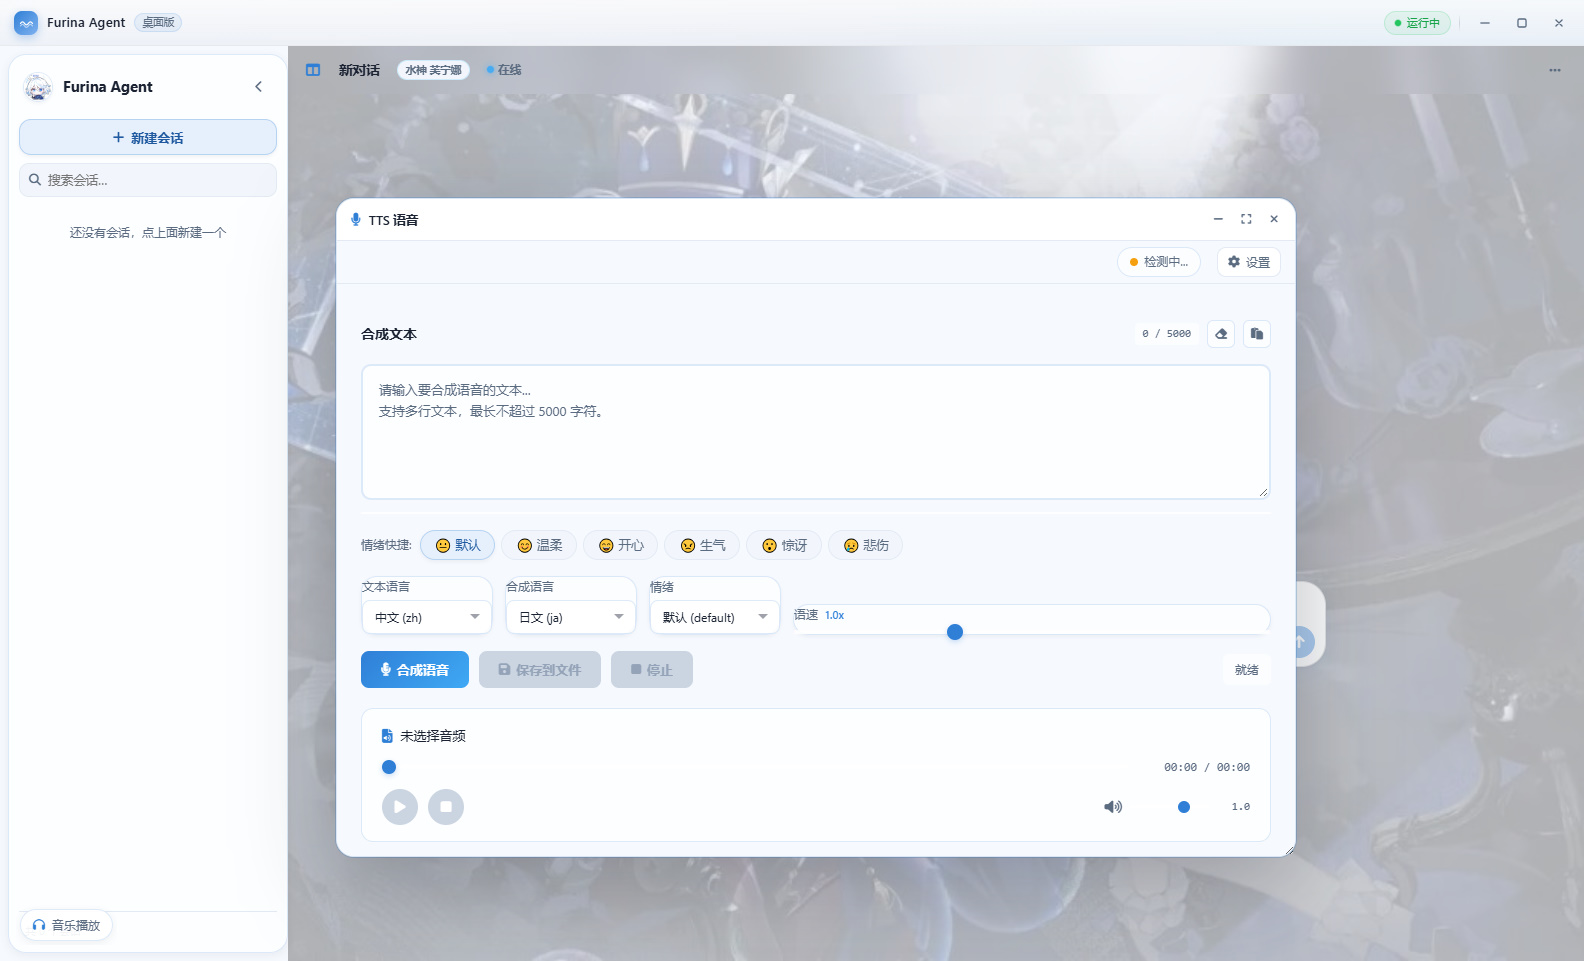 Furina Agent 桌面版
运行中
Furina Agent
新建会话
搜索会话...
还没有会话，点上面新建一个
音乐播放
新对话 水神 芙宁娜 在线
TTS 语音
检测中... 设置
合成文本
0 / 5000
请输入要合成语音的文本...
支持多行文本，最长不超过 5000 字符。
情绪快捷: 默认 温柔 开心 生气 惊讶 悲伤
文本语言 合成语言 情绪
中文 (zh) 日文 (ja) 默认 (default)
语速 1.0x
合成语音 保存到文件 停止
就绪
未选择音频
00:00 / 00:00
1.0